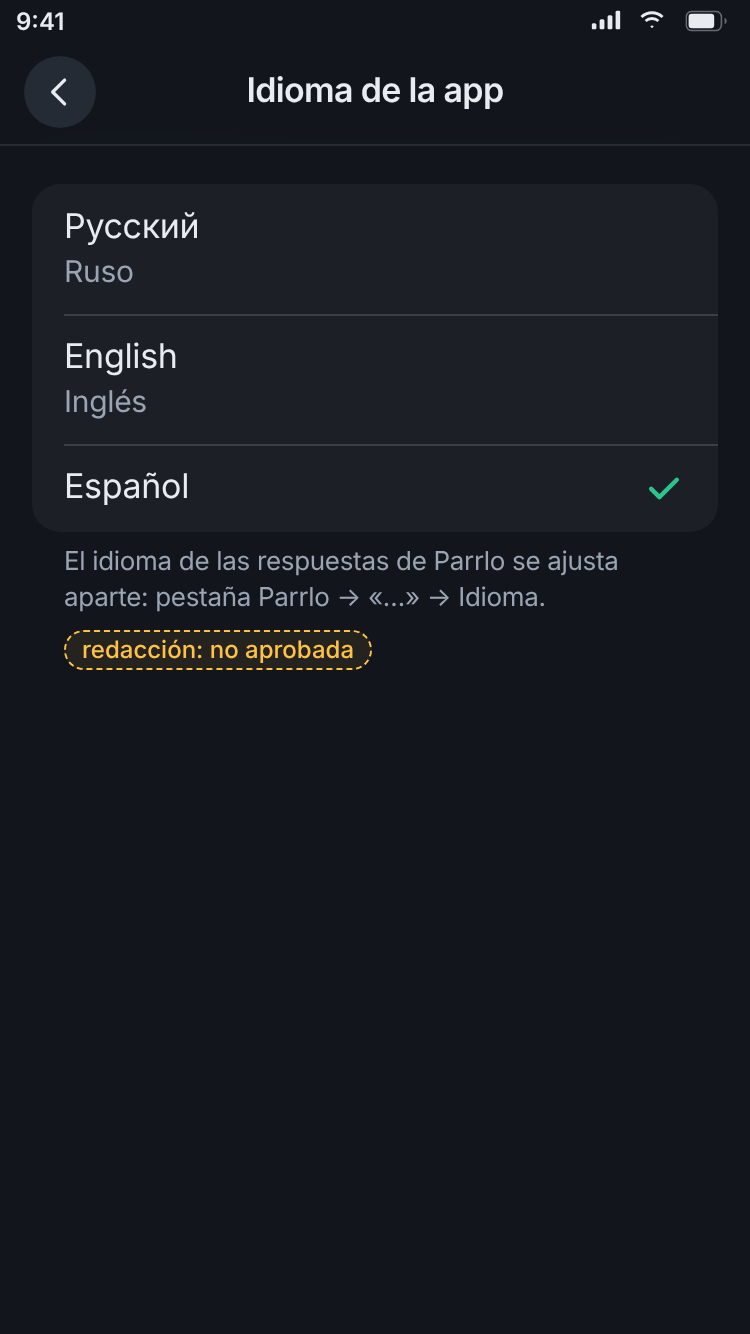 9:41
Idioma de la app
Русский
Ruso
English
Inglés
Español
El idioma de las respuestas de Parrlo se ajusta
aparte: pestaña Parrlo → «…» → Idioma.
redacción: no aprobada